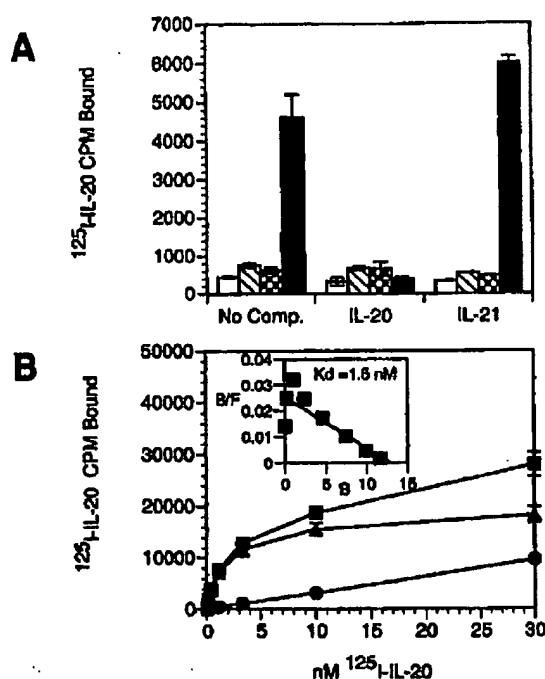 A
¹²⁵I-IL-20 CPM Bound
7000
6000
5000
4000
3000
2000
1000
0
No Comp. IL-20 IL-21
B
¹²⁵I-IL-20 CPM Bound
50000
40000
30000
20000
10000
0
0 5 10 15 20 25 30
nM ¹²⁵I-IL-20
B/F
0.04
0.03
0.02
0.01
0
Kd =1.6 nM
0 5 10 15
B